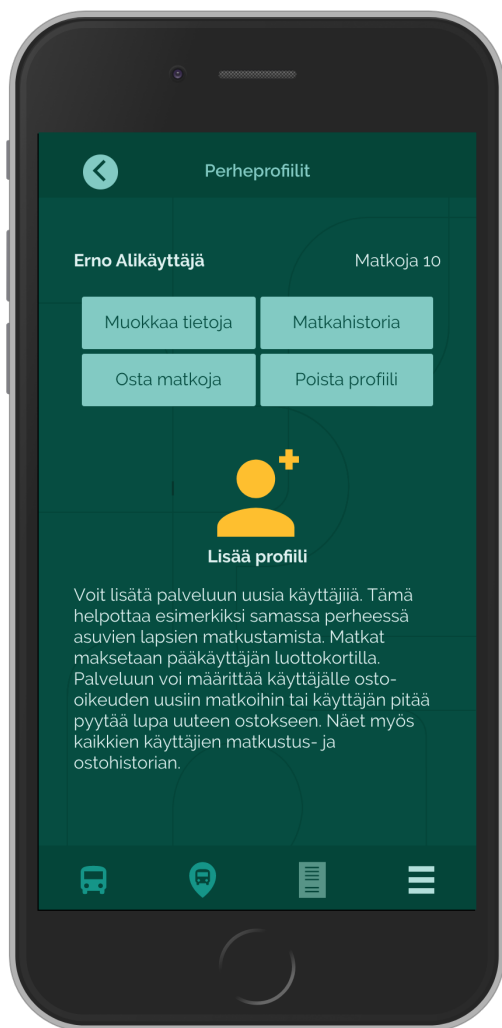 Perheprofiilit
Erno Alikäyttäjä Matkoja 10
Muokkaa tietoja Matkahistoria
Osta matkoja Poista profiili
Lisää profiili
Voit lisätä palveluun uusia käyttäjiiä. Tämä
helpottaa esimerkiksi samassa perheessä
asuvien lapsien matkustamista. Matkat
maksetaan pääkäyttäjän luottokortilla.
Palveluun voi määrittää käyttäjälle osto-
oikeuden uusiin matkoihin tai käyttäjän pitää
pyytää lupa uuteen ostokseen. Näet myös
kaikkien käyttäjien matkustus- ja
ostohistorian.